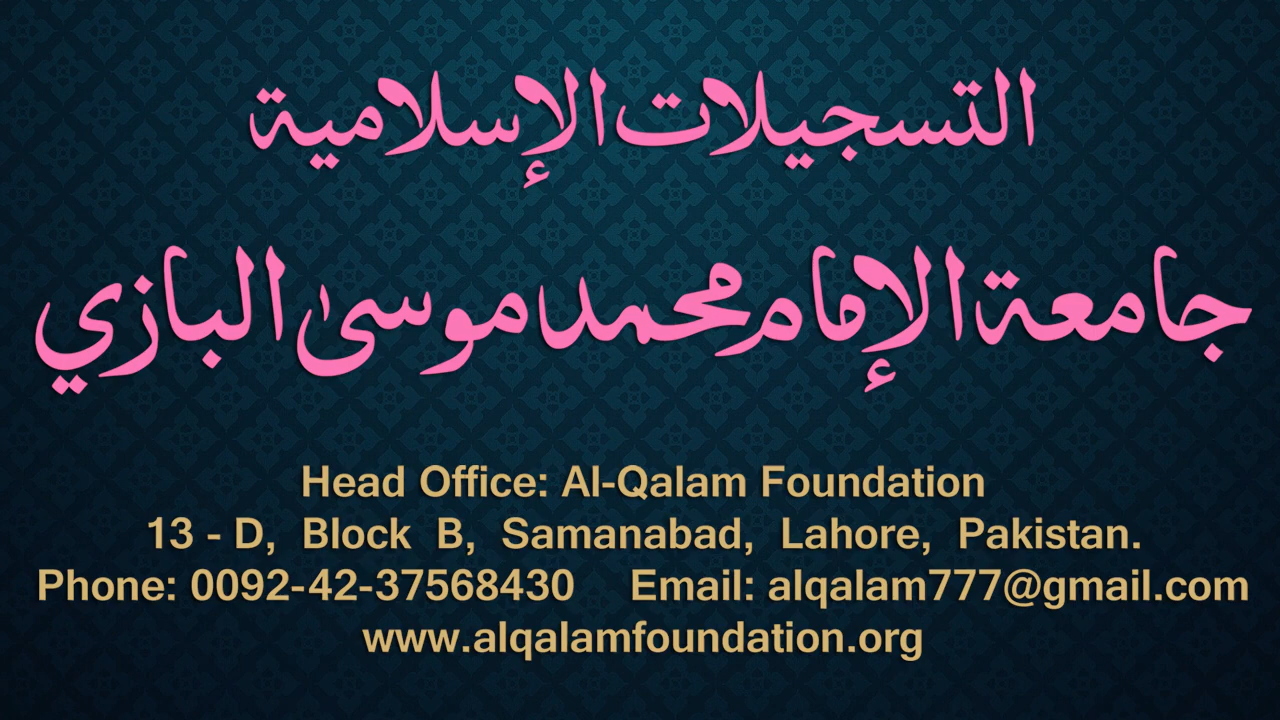 التسجيلات الإسلامية
جامعة الإمام محمد موسىٰ البازي
Head Office: Al-Qalam Foundation
13 - D, Block B, Samanabad, Lahore, Pakistan.
Phone: 0092-42-37568430 Email: alqalam777@gmail.com
www.alqalamfoundation.org